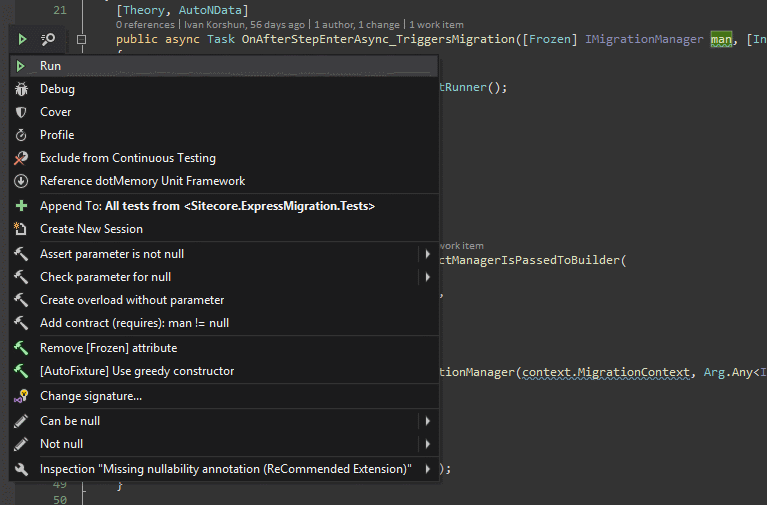 21
[Theory, AutoNData]
0 references | Ivan Korshun, 56 days ago | 1 author, 1 change | 1 work item
public async Task OnAfterStepEnterAsync_TriggersMigration([Frozen] IMigrationManager man, [In
{
Run
Debug
tRunner();
Cover
Profile
Exclude from Continuous Testing
Reference dotMemory Unit Framework
Append To: All tests from <Sitecore.ExpressMigration.Tests>
Create New Session
work item
Assert parameter is not null
ctManagerIsPassedToBuilder(
Check parameter for null
Create overload without parameter
,
Add contract (requires): man != null
Remove [Frozen] attribute
[AutoFixture] Use greedy constructor
tionManager(context.MigrationContext, Arg.Any<I
Change signature...
Can be null
Not null
Inspection "Missing nullability annotation (ReCommended Extension)"
);
49
}
50